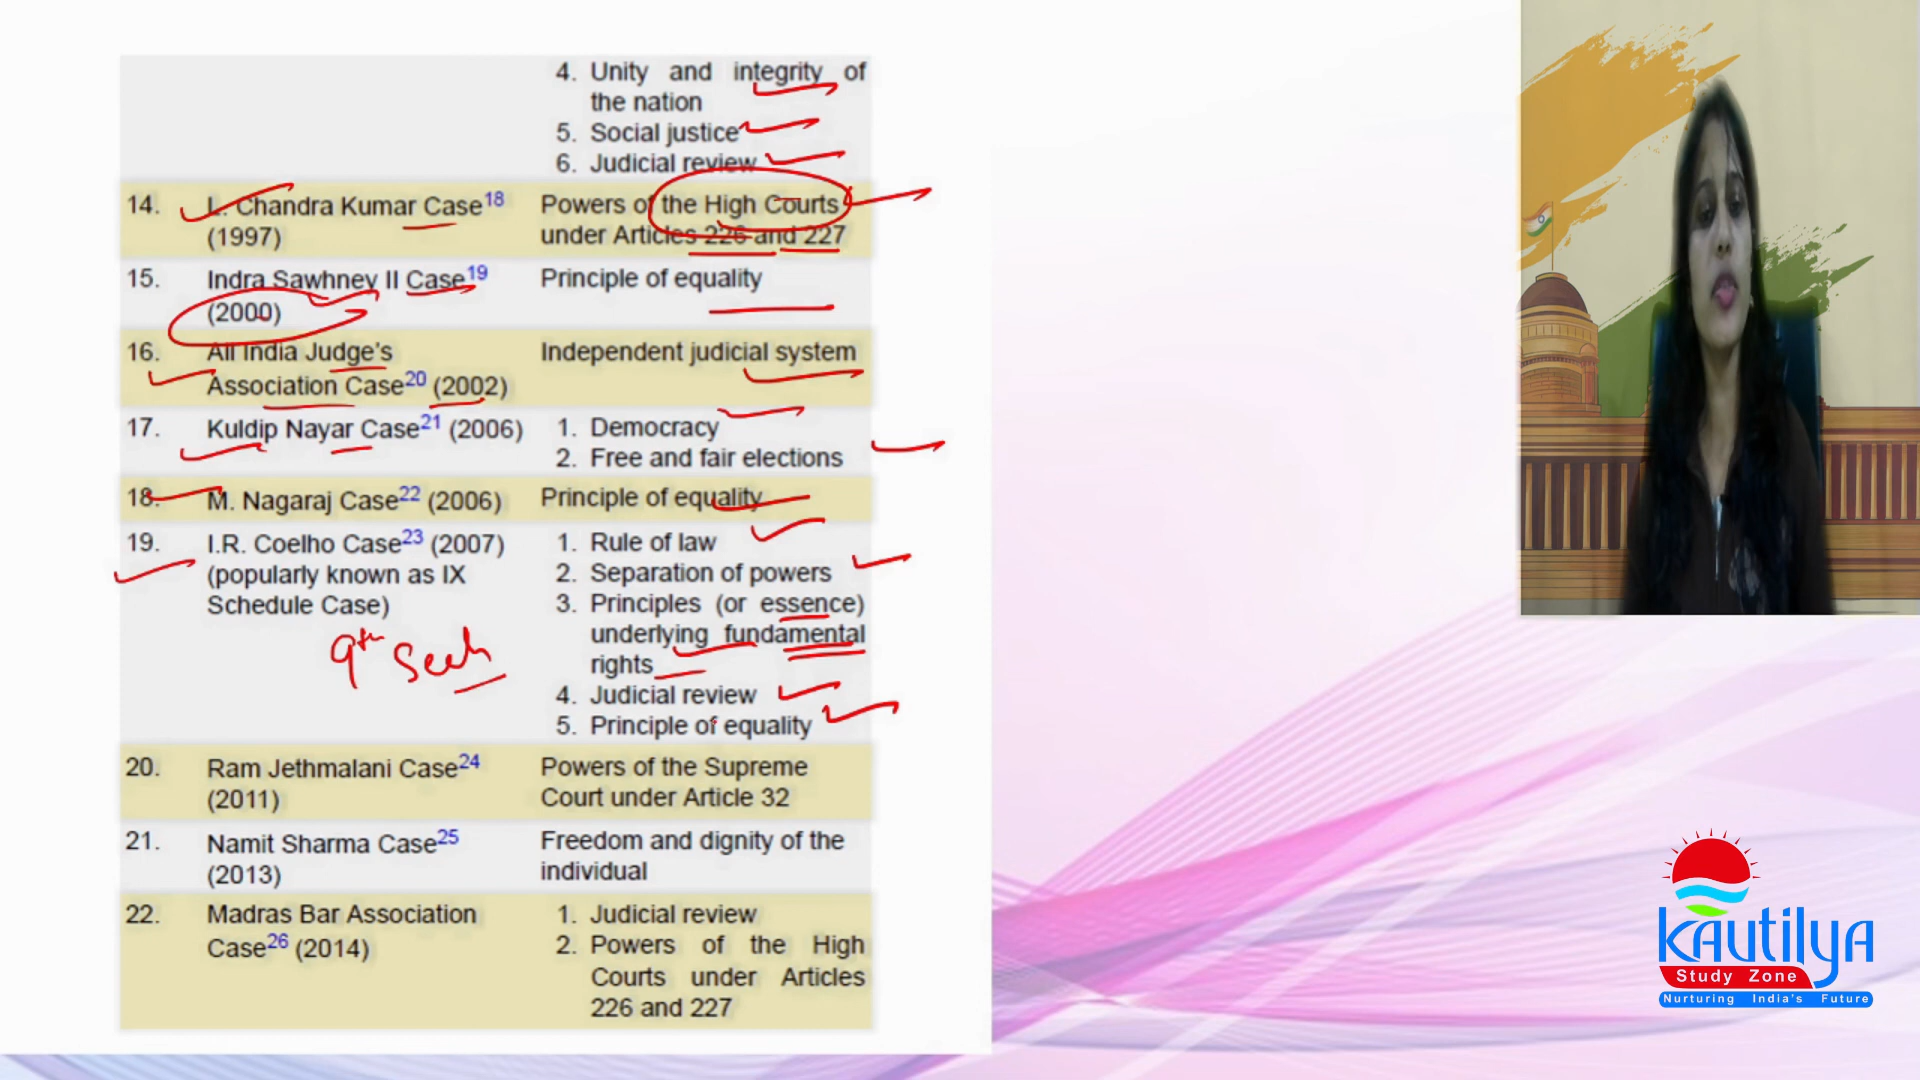 4. Unity and integrity of
the nation
5. Social justice
6. Judicial review
14. L. Chandra Kumar Case18 Powers of the High Courts
(1997) under Articles 226 and 227
15. Indra Sawhney II Case19 Principle of equality
(2000)
16. All India Judge's Independent judicial system
Association Case20 (2002)
17. Kuldip Nayar Case21 (2006) 1. Democracy
2. Free and fair elections
18. M. Nagaraj Case22 (2006) Principle of equality
19. I.R. Coelho Case23 (2007) 1. Rule of law
(popularly known as IX 2. Separation of powers
Schedule Case) 3. Principles (or essence)
underlying fundamental
rights
9th Sech
4. Judicial review
5. Principle of equality
20. Ram Jethmalani Case24 Powers of the Supreme
(2011) Court under Article 32
21. Namit Sharma Case25 Freedom and dignity of the
(2013) individual
22. Madras Bar Association 1. Judicial review
Case26 (2014) 2. Powers of the High
Courts under Articles
226 and 227
Kautilya
Study Zone
Nurturing India's Future